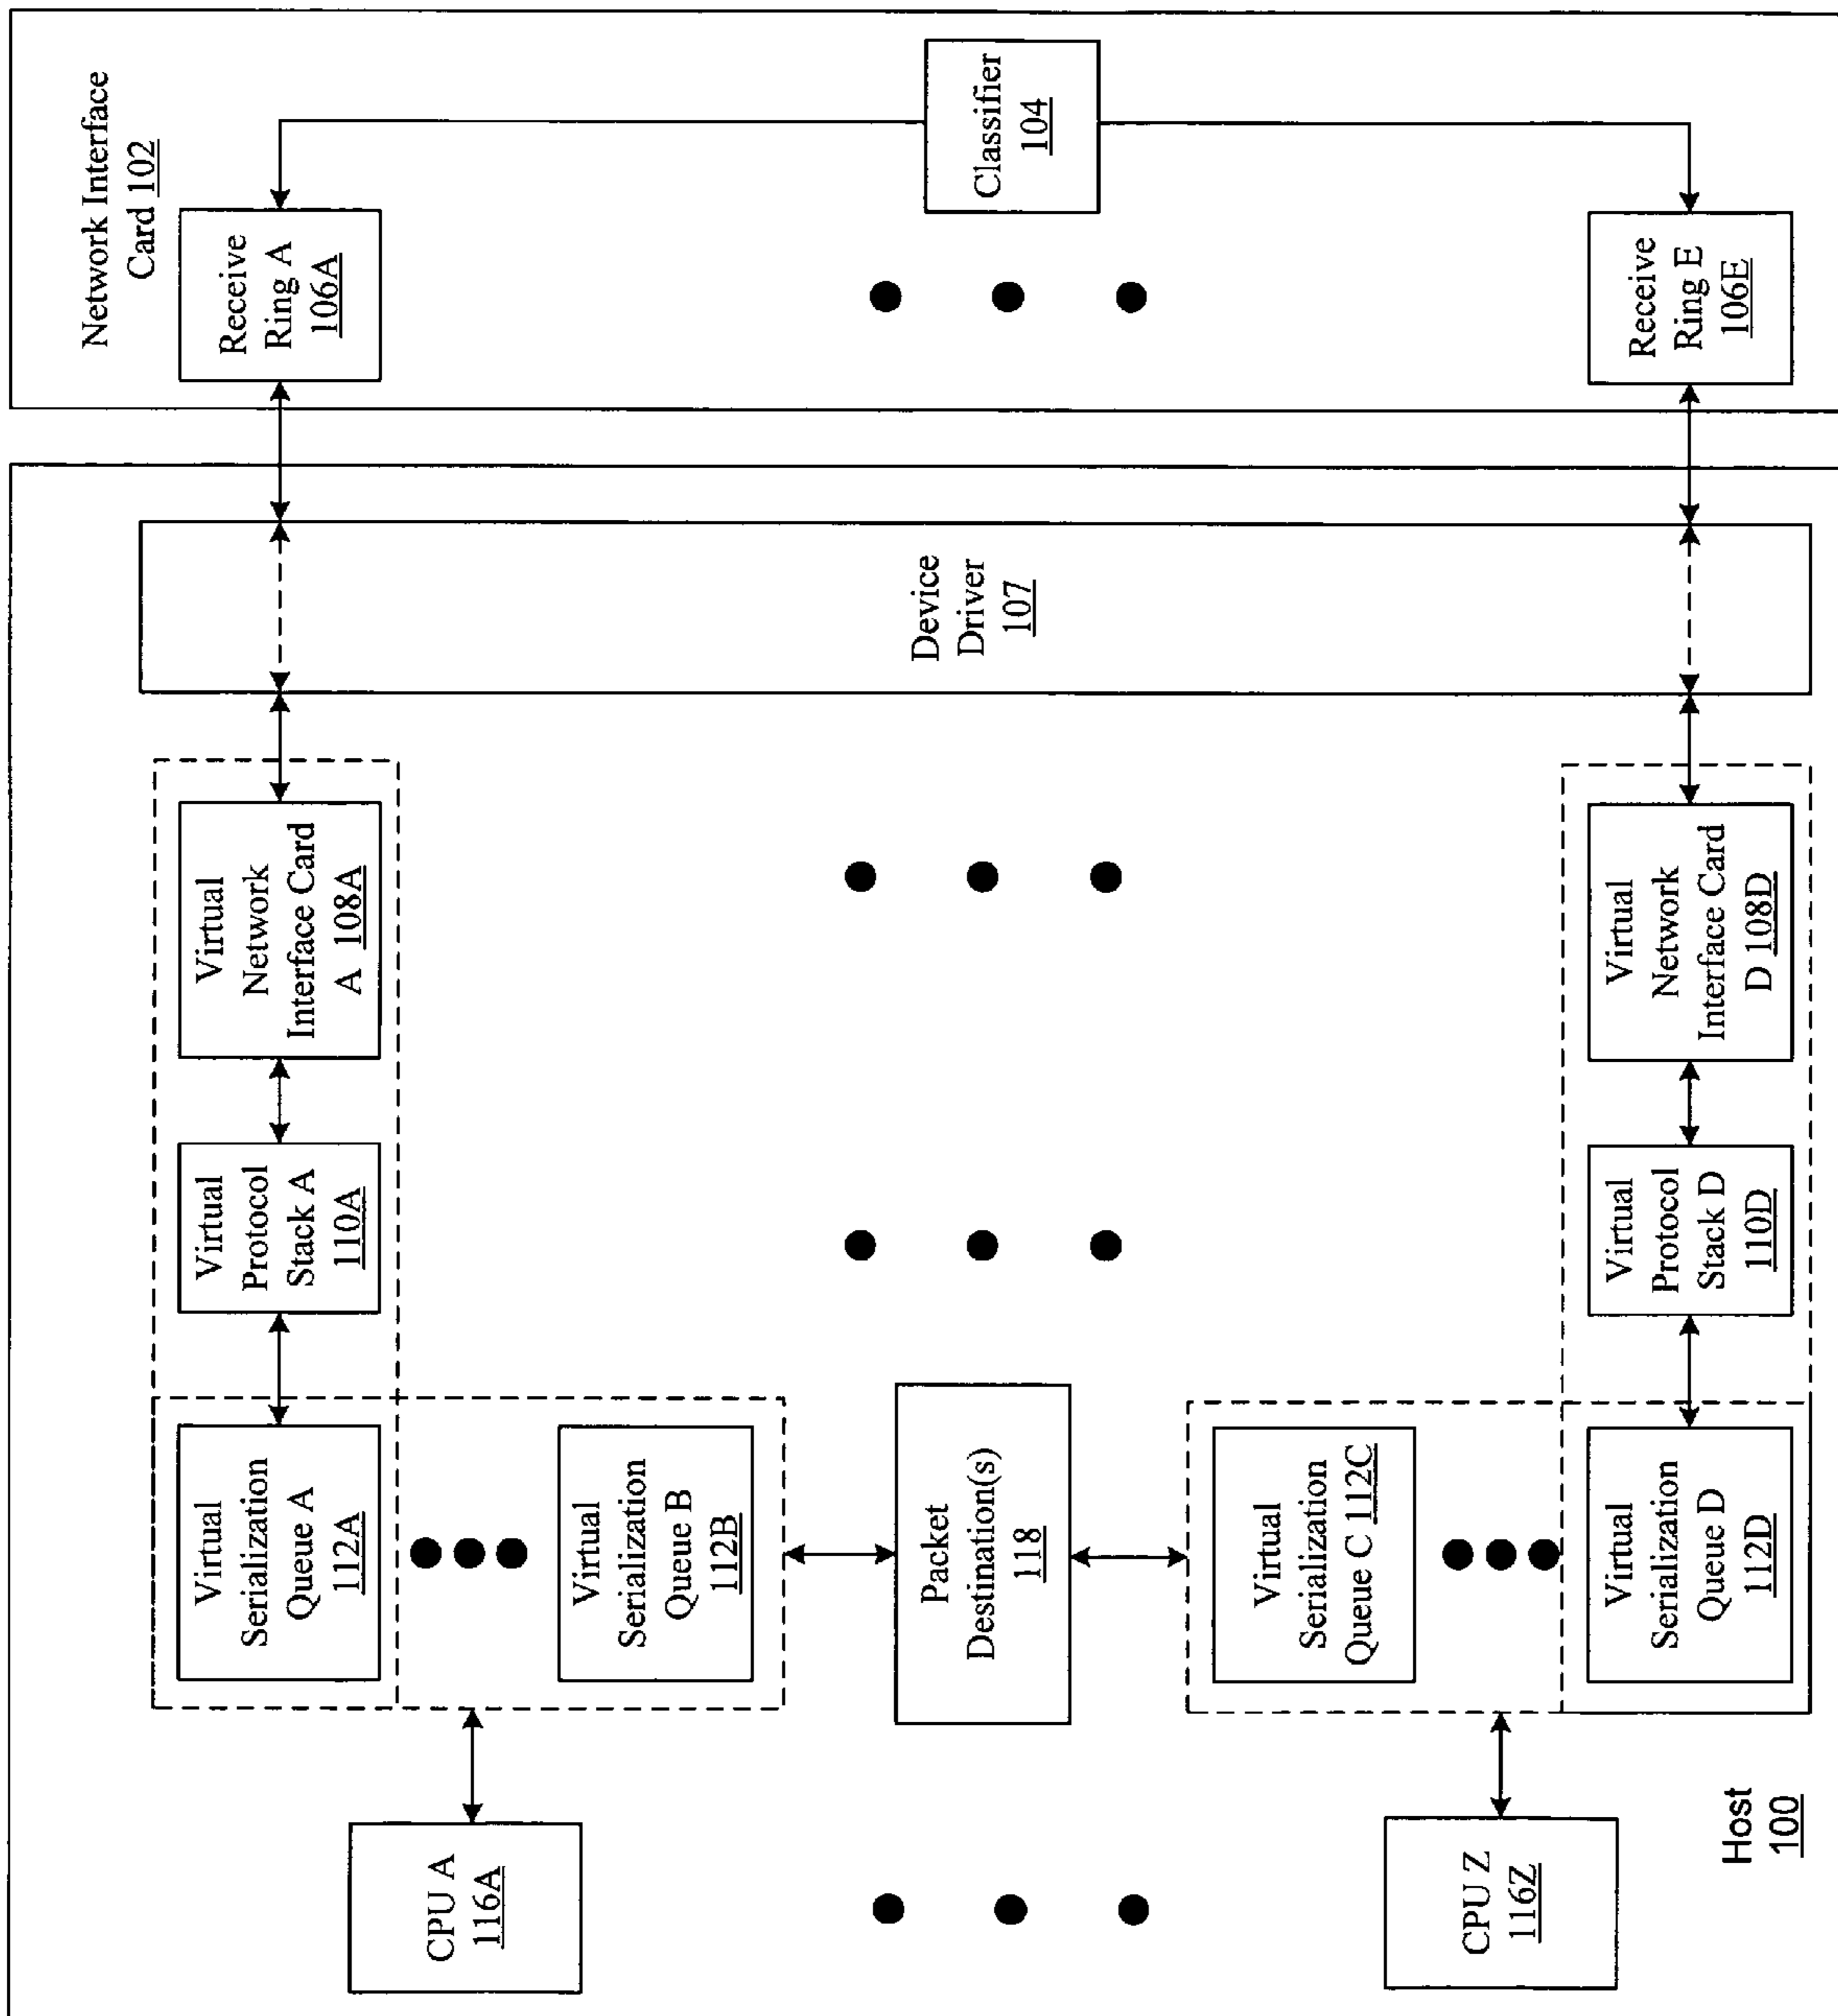 Network Interface
Card 102
Receive
Ring A
106A
Classifier
104
Receive
Ring E
106E
Device
Driver
107
Virtual
Network
Interface Card
A 108A
Virtual
Network
Interface Card
D 108D
Virtual
Protocol
Stack A
110A
Virtual
Protocol
Stack D
110D
Virtual
Serialization
Queue A
112A
Virtual
Serialization
Queue B
112B
Packet
Destination(s)
118
Virtual
Serialization
Queue C 112C
Virtual
Serialization
Queue D
112D
CPU A
116A
CPU Z
116Z
Host
100